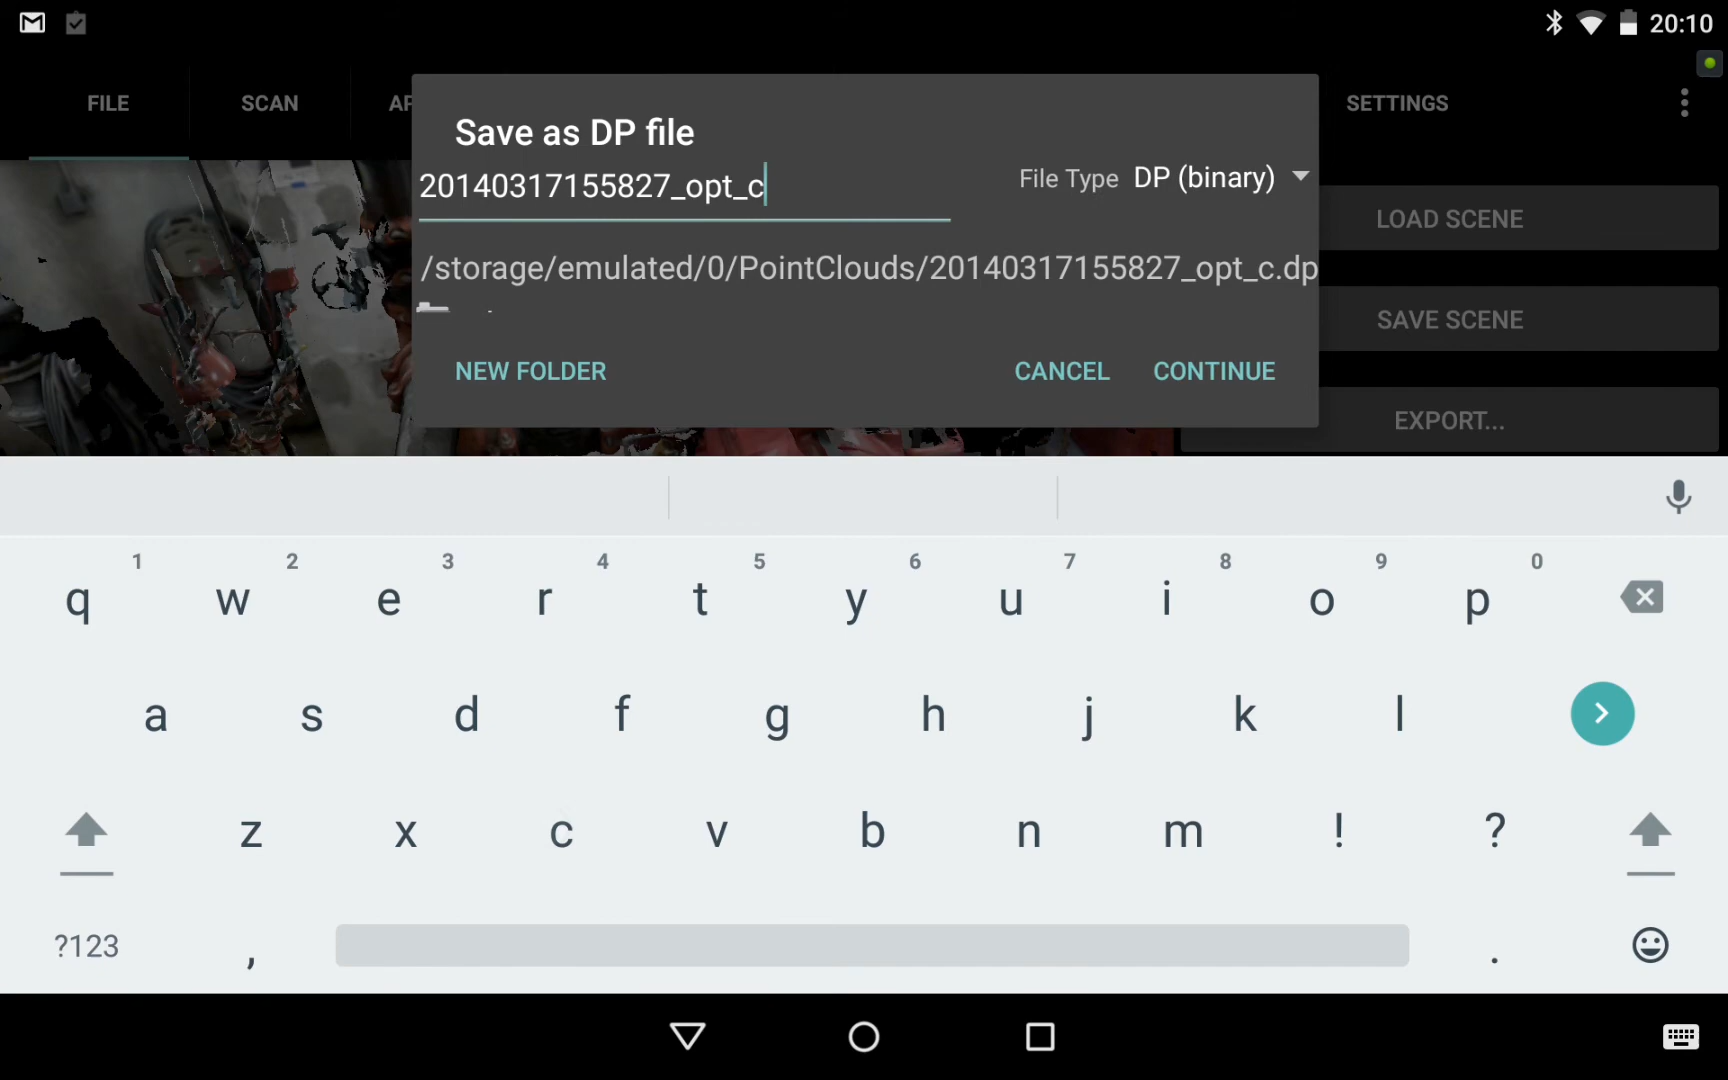 20:10
FILE
SCAN
SETTINGS
Save as DP file
20140317155827_opt_c
File Type DP (binary)
/storage/emulated/0/PointClouds/20140317155827_opt_c.dp
NEW FOLDER
CANCEL
CONTINUE
LOAD SCENE
SAVE SCENE
EXPORT...
1 2 3 4 5 6 7 8 9 0
q w e r t y u i o p
a s d f g h j k l
z x c v b n m ! ?
?123 , .